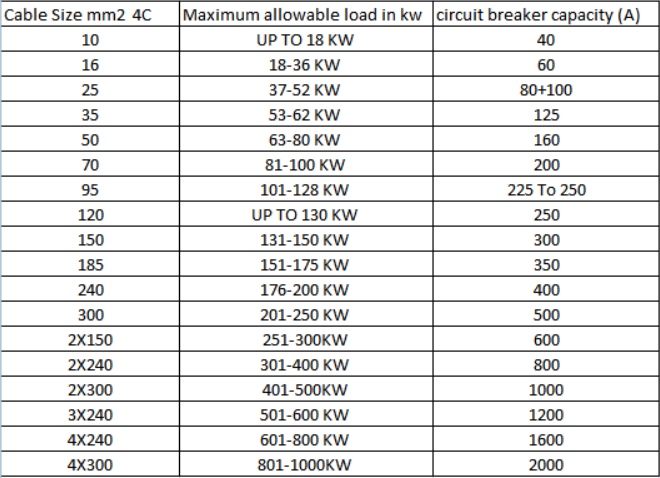 Cable Size mm2 4C Maximum allowable load in kw circuit breaker capacity (A)
10 UP TO 18 KW 40
16 18-36 KW 60
25 37-52 KW 80+100
35 53-62 KW 125
50 63-80 KW 160
70 81-100 KW 200
95 101-128 KW 225 To 250
120 UP TO 130 KW 250
150 131-150 KW 300
185 151-175 KW 350
240 176-200 KW 400
300 201-250 KW 500
2X150 251-300KW 600
2X240 301-400 KW 800
2X300 401-500KW 1000
3X240 501-600 KW 1200
4X240 601-800 KW 1600
4X300 801-1000KW 2000